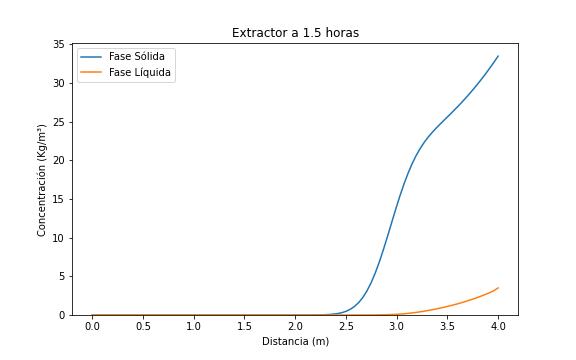 Extractor a 1.5 horas
Fase Sólida
Fase Líquida
Concentración (Kg/m³)
35
30
25
20
15
10
5
0
0.0 0.5 1.0 1.5 2.0 2.5 3.0 3.5 4.0
Distancia (m)